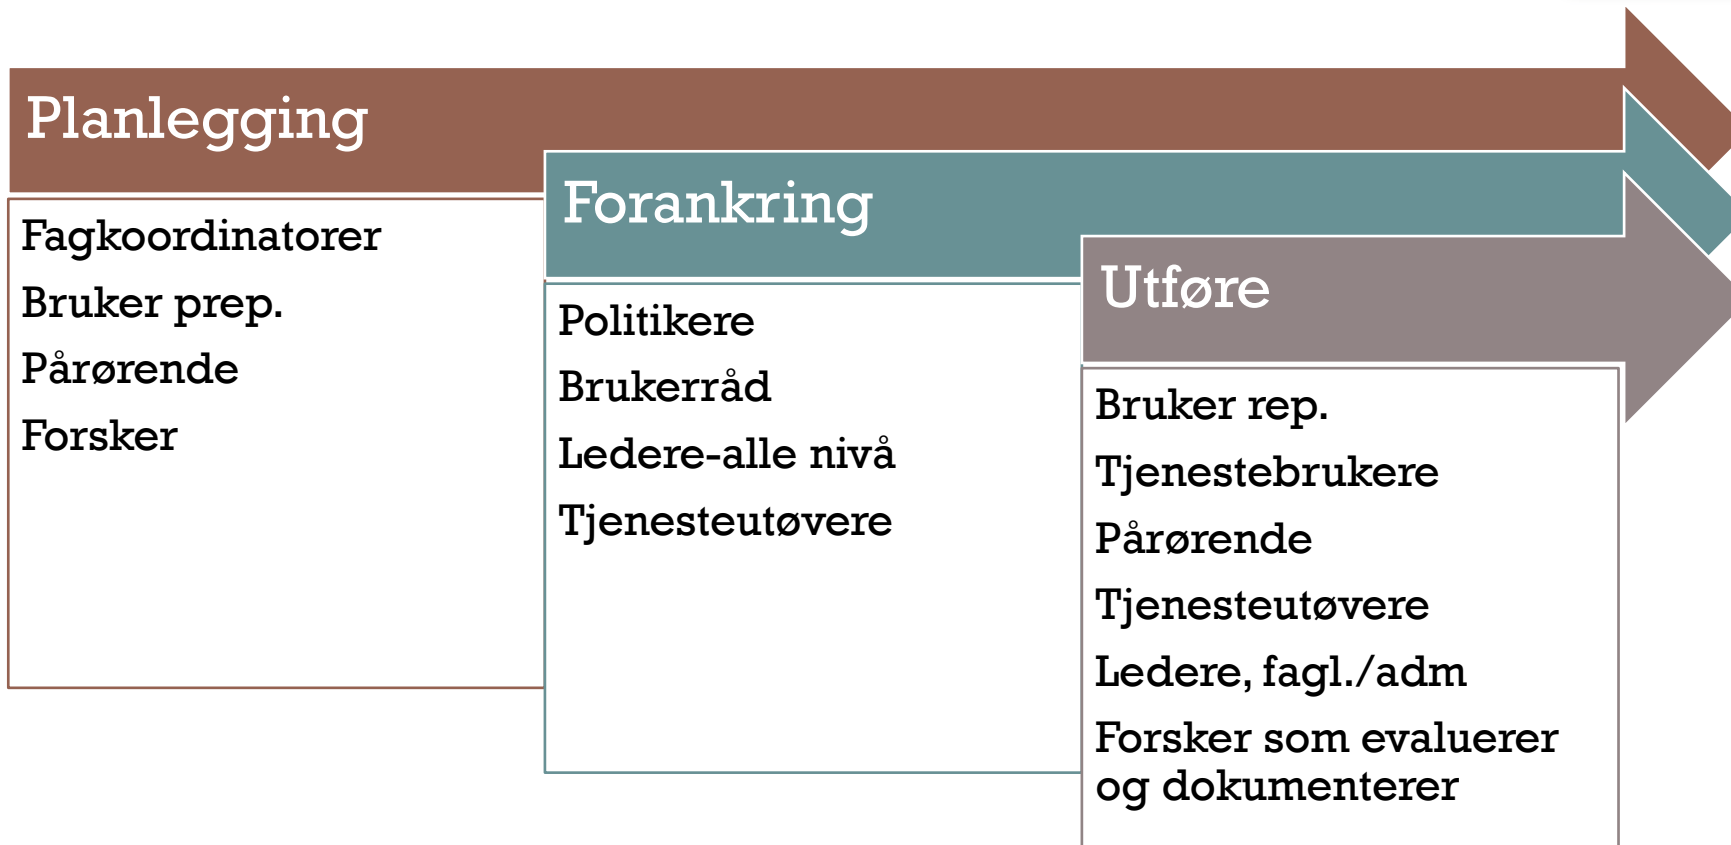 Planlegging
Fagkoordinatorer
Bruker prep.
Pårørende
Forsker
Forankring
Politikere
Brukerråd
Ledere-alle nivå
Tjenesteutøvere
Utføre
Bruker rep.
Tjenestebrukere
Pårørende
Tjenesteutøvere
Ledere, fagl./adm
Forsker som evaluerer
og dokumenterer